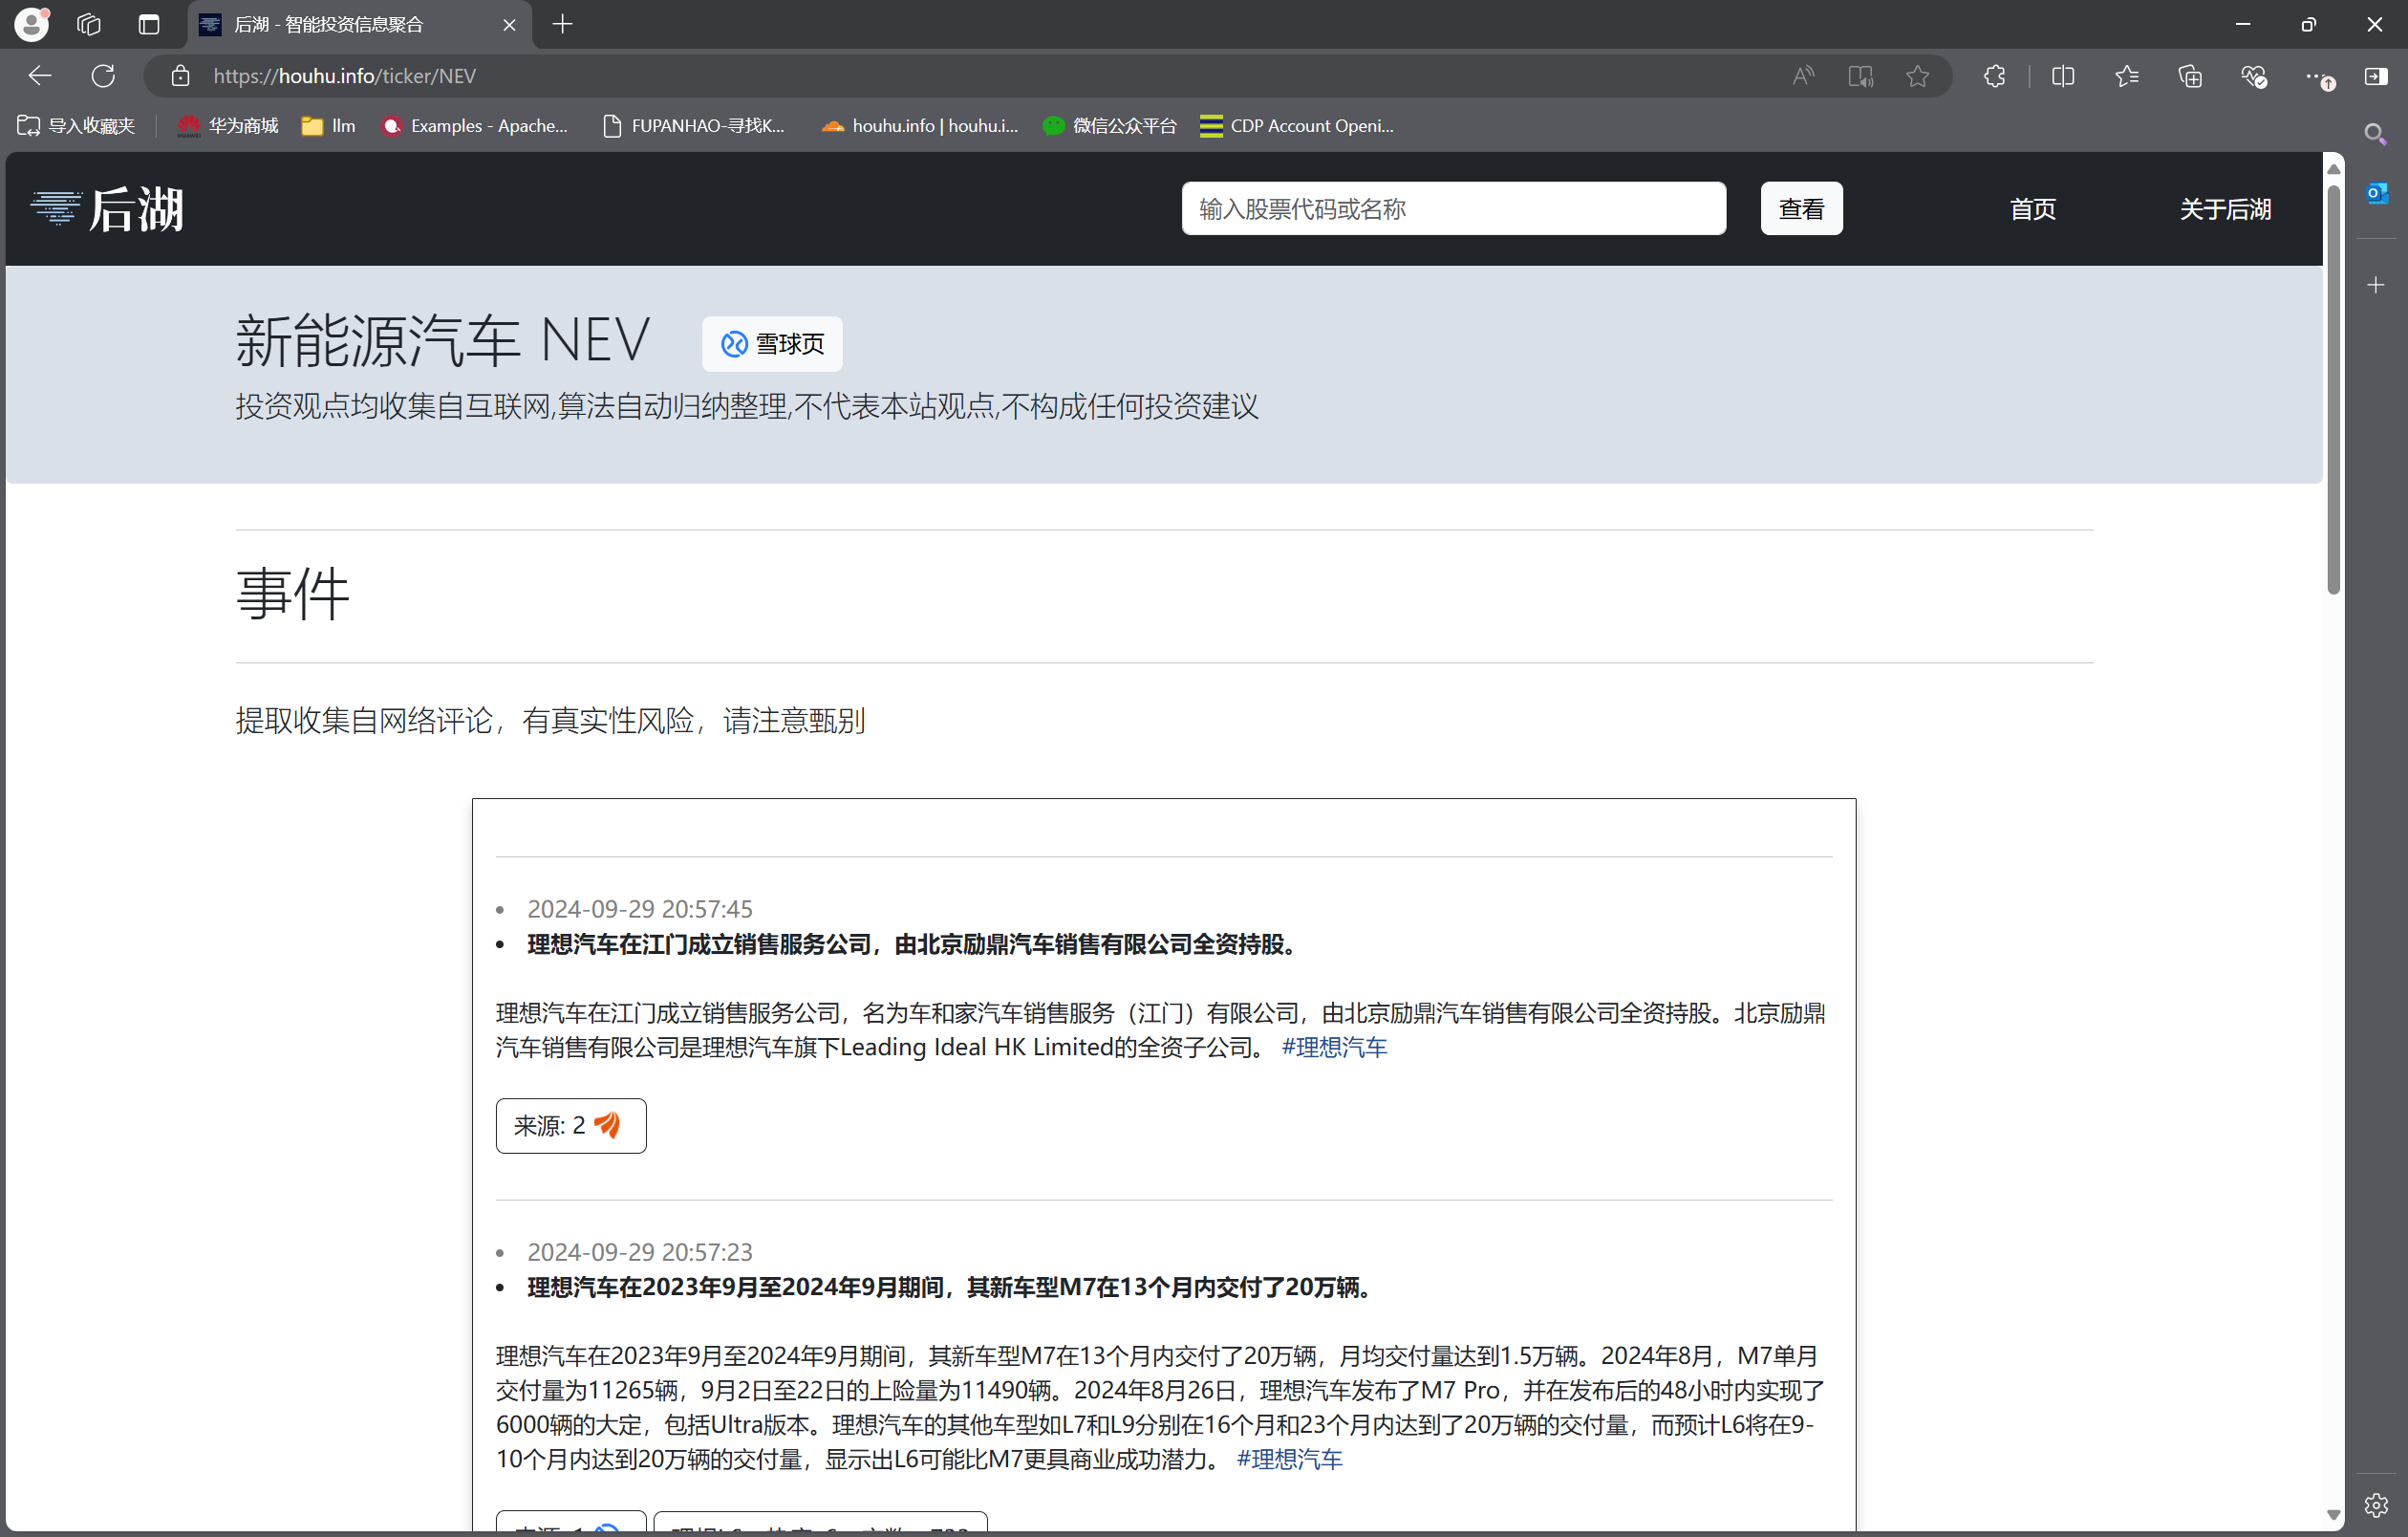 后湖 - 智能投资信息聚合
https://houhu.info/ticker/NEV
导入收藏夹
华为商城
llm
Examples - Apache...
FUPANHAO-寻找K...
houhu.info | houhu.i...
微信公众平台
CDP Account Openi...
后湖
输入股票代码或名称
查看
首页
关于后湖
新能源汽车 NEV
雪球页
投资观点均收集自互联网,算法自动归纳整理,不代表本站观点,不构成任何投资建议
事件
提取收集自网络评论，有真实性风险，请注意甄别
2024-09-29 20:57:45
理想汽车在江门成立销售服务公司，由北京励鼎汽车销售有限公司全资持股。
理想汽车在江门成立销售服务公司，名为车和家汽车销售服务（江门）有限公司，由北京励鼎汽车销售有限公司全资持股。北京励鼎
汽车销售有限公司是理想汽车旗下Leading Ideal HK Limited的全资子公司。 #理想汽车
来源: 2
2024-09-29 20:57:23
理想汽车在2023年9月至2024年9月期间，其新车型M7在13个月内交付了20万辆。
理想汽车在2023年9月至2024年9月期间，其新车型M7在13个月内交付了20万辆，月均交付量达到1.5万辆。2024年8月，M7单月
交付量为11265辆，9月2日至22日的上险量为11490辆。2024年8月26日，理想汽车发布了M7 Pro，并在发布后的48小时内实现了
6000辆的大定，包括Ultra版本。理想汽车的其他车型如L7和L9分别在16个月和23个月内达到了20万辆的交付量，而预计L6将在9-
10个月内达到20万辆的交付量，显示出L6可能比M7更具商业成功潜力。 #理想汽车